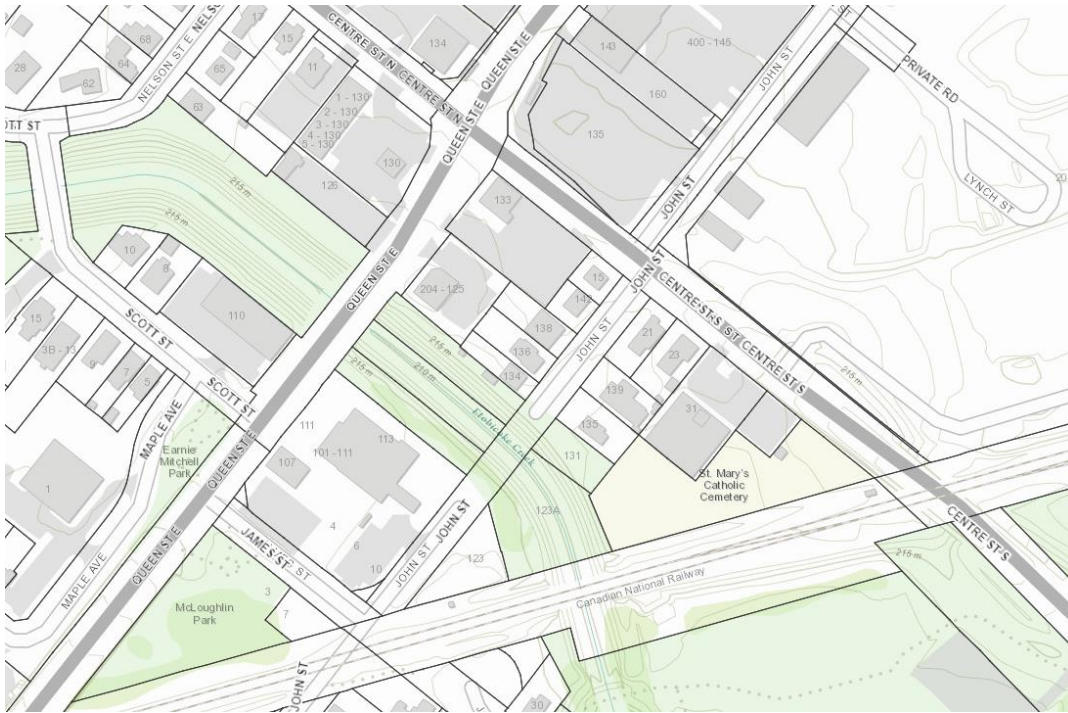 17
NELSON ST E
68
64
28
62
65
15
11
63
134
143
400 - 145
160
135
JOHN ST
PRIVATE RD
LYNCH ST
20
CENTRE ST N
CENTRE ST N
QUEEN ST E
QUEEN ST E
QUEEN ST E
1 - 130
2 - 130
3 - 130
4 - 130
5 - 130
130
126
215 m
215 m
133
JOHN ST
JOHN ST
10
8
110
QUEEN ST E
204 - 125
15
142
138
136
134
JOHN ST
CENTRE ST S
CENTRE ST S
21
23
31
139
135
131
215 m
15
3B - 13
9
7
5
SCOTT ST
SCOTT ST
MAPLE AVE
215 m
210 m
Etobicoke Creek
111
113
101 - 111
107
QUEEN ST E
Earnie
Mitchell
Park
1
St. Mary's
Catholic
Cemetery
123A
4
6
10
JOHN ST
JOHN ST
123
JAMES ST
QUEEN ST E
MAPLE AVE
McLoughlin
Park
3
7
Canadian National Railway
CENTRE ST S
215 m
JOHN ST
30